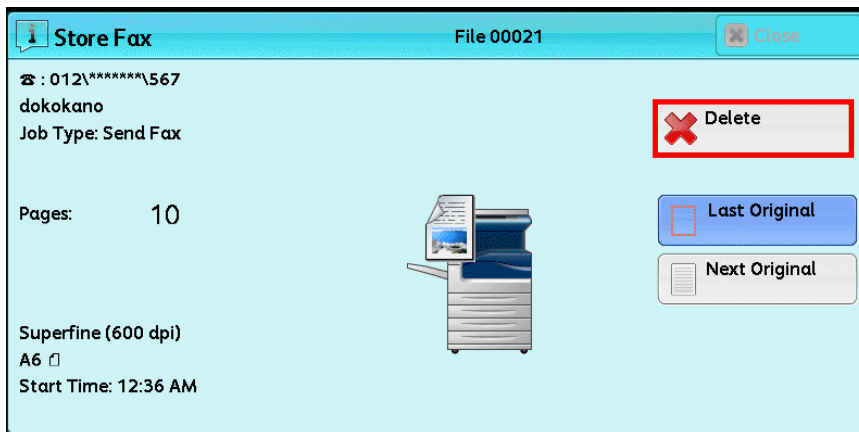 Store Fax
File 00021
Close
☎ : 012\*******\567
dokokano
Job Type: Send Fax
Delete
Pages: 10
Last Original
Next Original
Superfine (600 dpi)
A6
Start Time: 12:36 AM